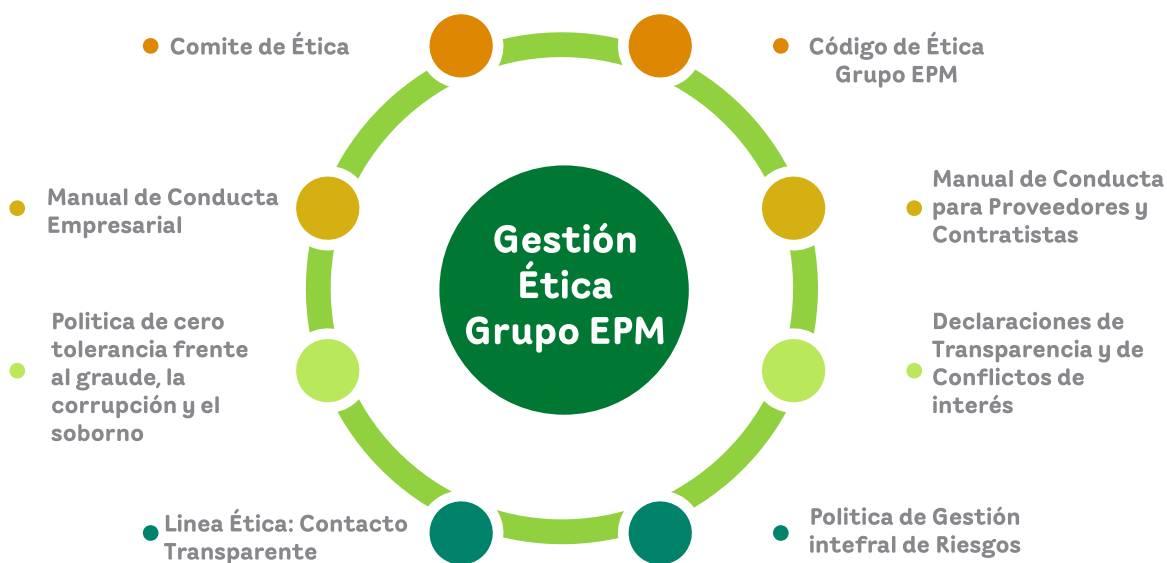 Comite de Ética
Código de Ética
Grupo EPM
Manual de Conducta
Empresarial
Manual de Conducta
para Proveedores y
Contratistas
Gestión
Ética
Grupo EPM
Politica de cero
tolerancia frente
al graude, la
corrupción y el
soborno
Declaraciones de
Transparencia y de
Conflictos de
interés
Linea Ética: Contacto
Transparente
Politica de Gestión
intefral de Riesgos